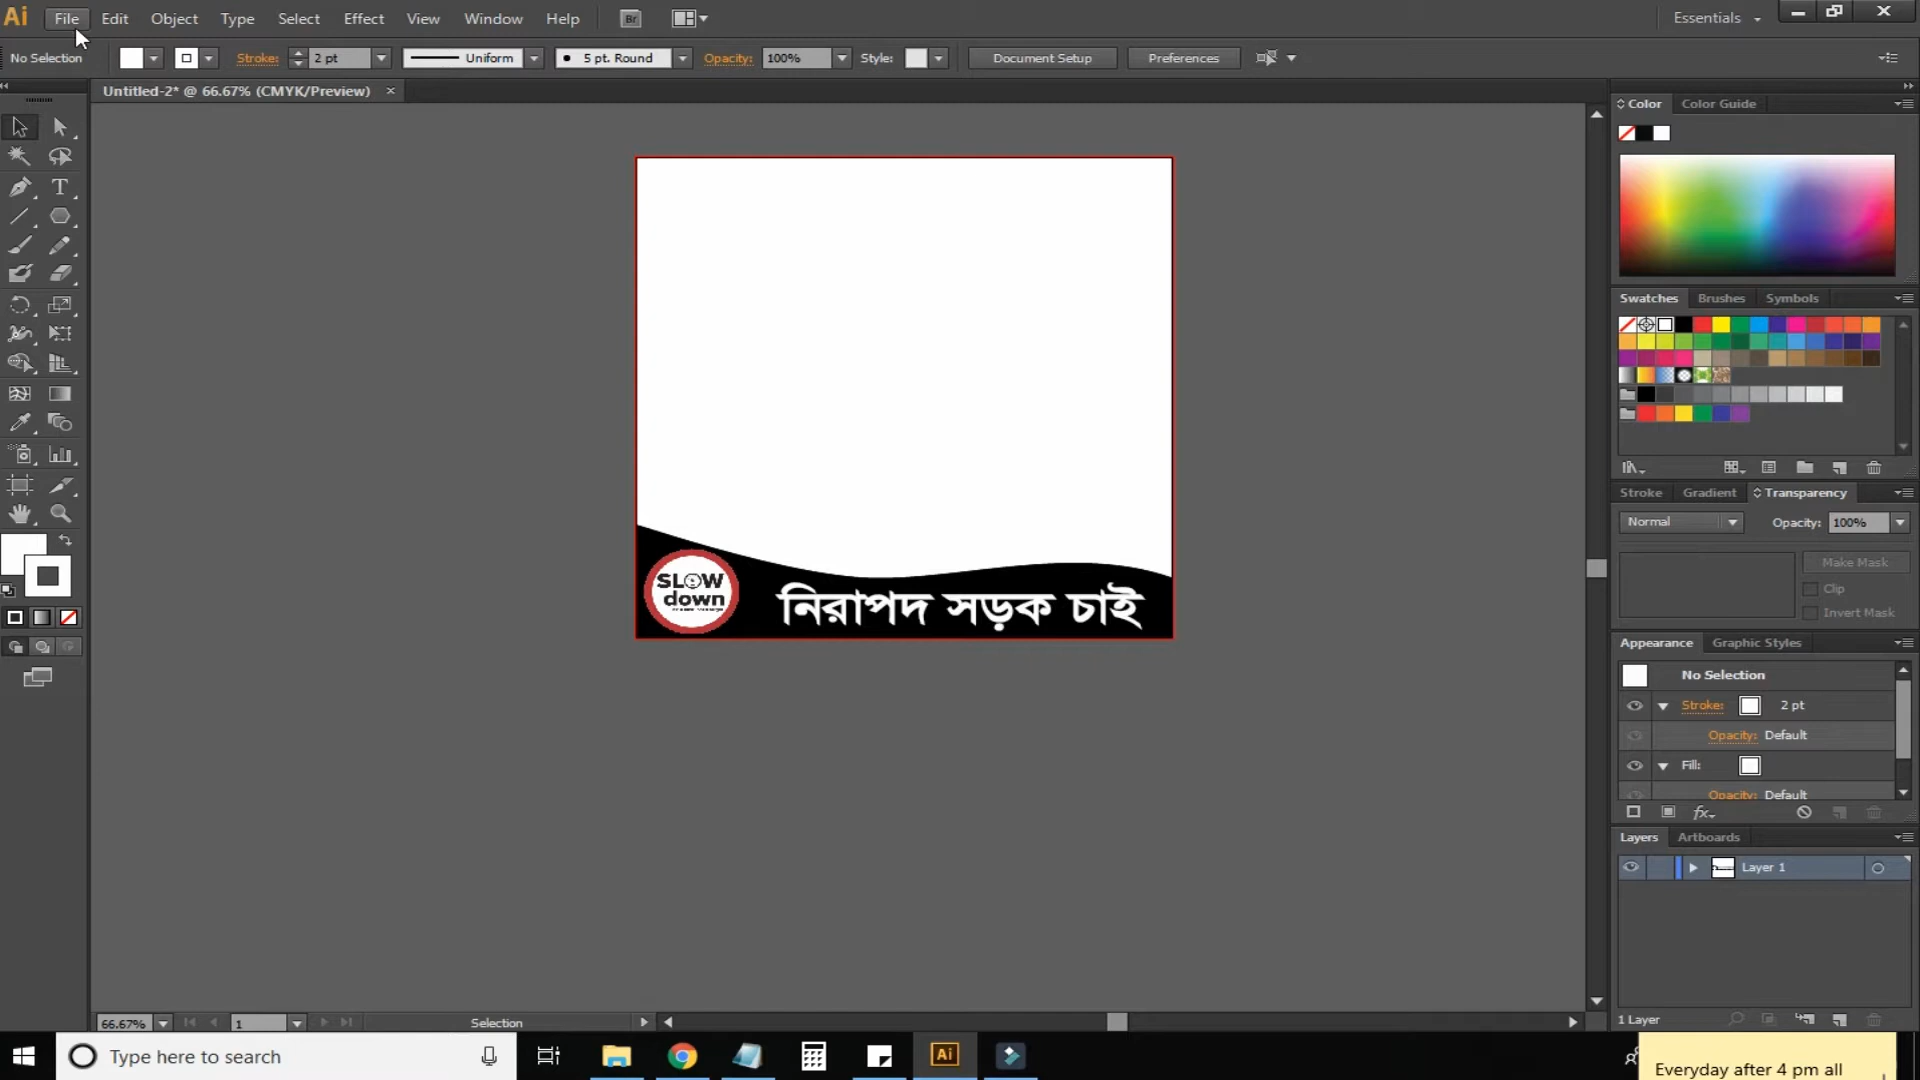 Ai File Edit Object Type Select Effect View Window Help Br Essentials
No Selection Stroke: 2 pt Uniform 5 pt. Round Opacity: 100% Style: Document Setup Preferences
Untitled-2* @ 66.67% (CMYK/Preview)
Color Color Guide
Swatches Brushes Symbols
Stroke Gradient Transparency
Normal Opacity: 100%
Make Mask
Clip
Invert Mask
Appearance Graphic Styles
No Selection
Stroke: 2 pt
Opacity: Default
Fill:
Opacity: Default
Layers Artboards
Layer 1
1 Layer
SLOW
down
নিরাপদ সড়ক চাই
66.67% 1 Selection
Type here to search
Ai
Everyday after 4 pm all